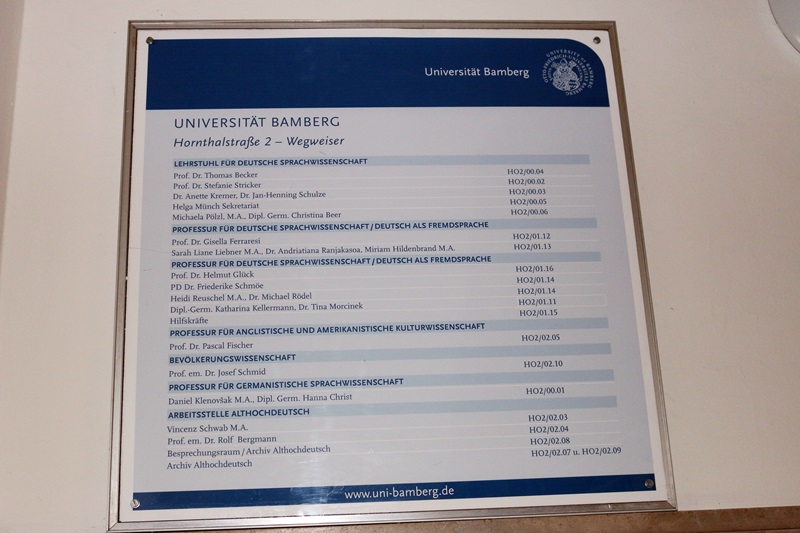 Universität Bamberg
UNIVERSITY OF BAMBERG
OTTO-FRIEDRICH-UNIVERSITÄT BAMBERG
UNIVERSITÄT BAMBERG
Hornthalstraße 2 – Wegweiser
LEHRSTUHL FÜR DEUTSCHE SPRACHWISSENSCHAFT
Prof. Dr. Thomas Becker HO2/00.04
Prof. Dr. Stefanie Stricker HO2/00.02
Dr. Anette Kremer, Dr. Jan-Henning Schulze HO2/00.03
Helga Münch Sekretariat HO2/00.05
Michaela Pölzl, M.A., Dipl. Germ. Christina Beer HO2/00.06
PROFESSUR FÜR DEUTSCHE SPRACHWISSENSCHAFT / DEUTSCH ALS FREMDSPRACHE
Prof. Dr. Gisella Ferraresi HO2/01.12
Sarah Liane Liebner M.A., Dr. Andriatiana Ranjakasoa, Miriam Hildenbrand M.A. HO2/01.13
PROFESSUR FÜR DEUTSCHE SPRACHWISSENSCHAFT / DEUTSCH ALS FREMDSPRACHE
Prof. Dr. Helmut Glück HO2/01.16
PD Dr. Friederike Schmöe HO2/01.14
Heidi Reuschel M.A., Dr. Michael Rödel HO2/01.14
Dipl.-Germ. Katharina Kellermann, Dr. Tina Morcinek HO2/01.11
Hilfskräfte HO2/01.15
PROFESSUR FÜR ANGLISTISCHE UND AMERIKANISTISCHE KULTURWISSENSCHAFT
Prof. Dr. Pascal Fischer HO2/02.05
BEVÖLKERUNGSWISSENSCHAFT
Prof. em. Dr. Josef Schmid HO2/02.10
PROFESSUR FÜR GERMANISTISCHE SPRACHWISSENSCHAFT
Daniel Klenovšak M.A., Dipl. Germ. Hanna Christ HO2/00.01
ARBEITSSTELLE ALTHOCHDEUTSCH
Vincenz Schwab M.A. HO2/02.03
Prof. em. Dr. Rolf Bergmann HO2/02.04
Besprechungsraum / Archiv Althochdeutsch HO2/02.08
Archiv Althochdeutsch HO2/02.07 u. HO2/02.09
www.uni-bamberg.de